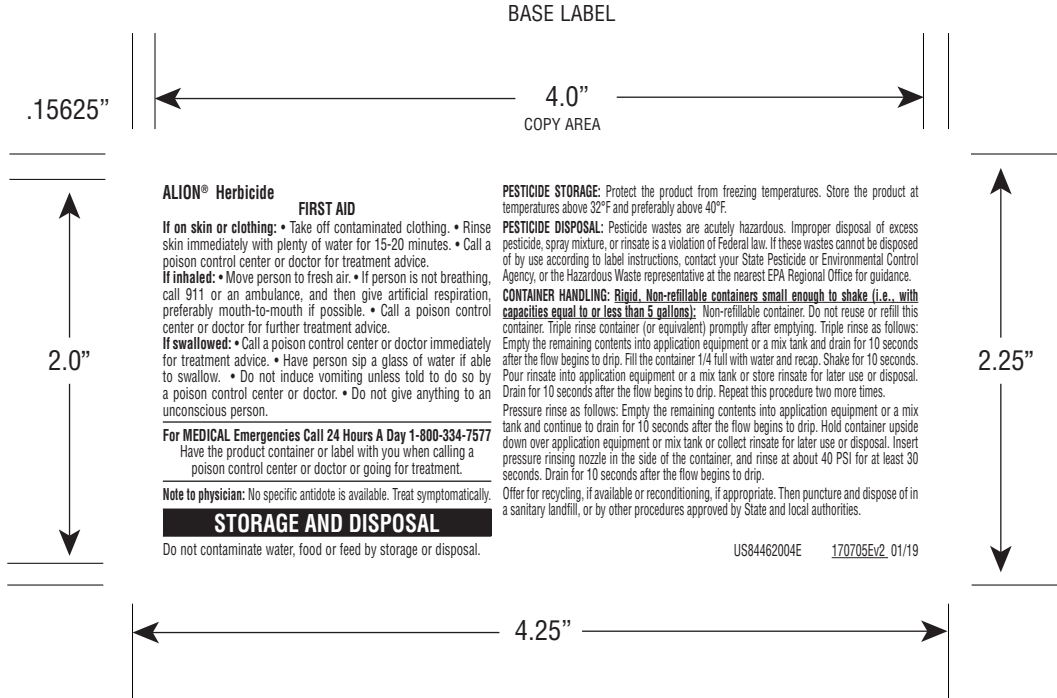 BASE LABEL
.15625”
4.0”
COPY AREA
2.0”
ALION® Herbicide
FIRST AID
If on skin or clothing: • Take off contaminated clothing. • Rinse
skin immediately with plenty of water for 15-20 minutes. • Call a
poison control center or doctor for treatment advice.
If inhaled: • Move person to fresh air. • If person is not breathing,
call 911 or an ambulance, and then give artificial respiration,
preferably mouth-to-mouth if possible. • Call a poison control
center or doctor for further treatment advice.
If swallowed: • Call a poison control center or doctor immediately
for treatment advice. • Have person sip a glass of water if able
to swallow. • Do not induce vomiting unless told to do so by
a poison control center or doctor. • Do not give anything to an
unconscious person.
For MEDICAL Emergencies Call 24 Hours A Day 1-800-334-7577
Have the product container or label with you when calling a
poison control center or doctor or going for treatment.
Note to physician: No specific antidote is available. Treat symptomatically.
STORAGE AND DISPOSAL
Do not contaminate water, food or feed by storage or disposal.
PESTICIDE STORAGE: Protect the product from freezing temperatures. Store the product at
temperatures above 32°F and preferably above 40°F.
PESTICIDE DISPOSAL: Pesticide wastes are acutely hazardous. Improper disposal of excess
pesticide, spray mixture, or rinsate is a violation of Federal law. If these wastes cannot be disposed
of by use according to label instructions, contact your State Pesticide or Environmental Control
Agency, or the Hazardous Waste representative at the nearest EPA Regional Office for guidance.
CONTAINER HANDLING: Rigid, Non-refillable containers small enough to shake (i.e., with
capacities equal to or less than 5 gallons): Non-refillable container. Do not reuse or refill this
container. Triple rinse container (or equivalent) promptly after emptying. Triple rinse as follows:
Empty the remaining contents into application equipment or a mix tank and drain for 10 seconds
after the flow begins to drip. Fill the container 1/4 full with water and recap. Shake for 10 seconds.
Pour rinsate into application equipment or a mix tank or store rinsate for later use or disposal.
Drain for 10 seconds after the flow begins to drip. Repeat this procedure two more times.
Pressure rinse as follows: Empty the remaining contents into application equipment or a mix
tank and continue to drain for 10 seconds after the flow begins to drip. Hold container upside
down over application equipment or mix tank or collect rinsate for later use or disposal. Insert
pressure rinsing nozzle in the side of the container, and rinse at about 40 PSI for at least 30
seconds. Drain for 10 seconds after the flow begins to drip.
Offer for recycling, if available or reconditioning, if appropriate. Then puncture and dispose of in
a sanitary landfill, or by other procedures approved by State and local authorities.
US84462004E 170705Ev2 01/19
2.25”
4.25”